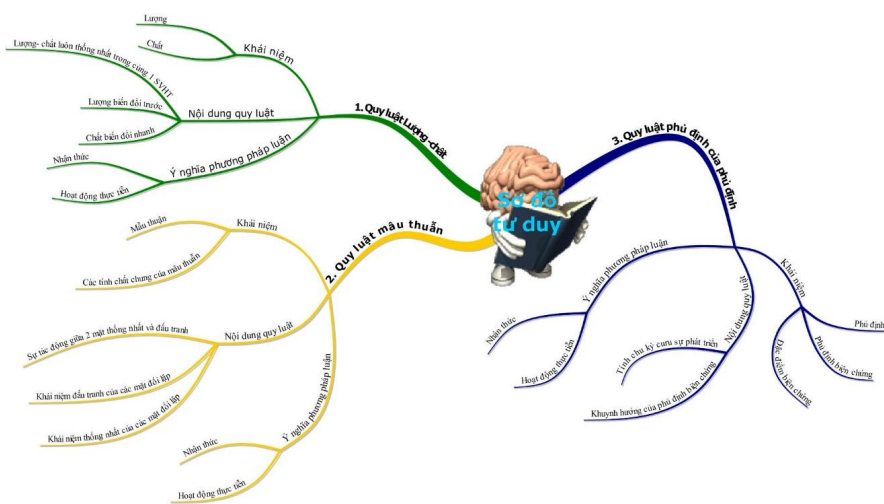 Sơ đồ
tư duy
1. Quy luật Lượng-chất
Khái niệm
Lượng
Chất
Nội dung quy luật
Lượng- chất luôn thống nhất trong cùng 1 SVHT
Lượng biến đổi trước
Chất biến đổi nhanh
Ý nghĩa phương pháp luận
Nhận thức
Hoạt động thực tiễn
2. Quy luật mâu thuẫn
Khái niệm
Mâu thuận
Các tính chất chung của mâu thuẫn
Nội dung quy luật
Sự tác động giữa 2 mặt thống nhất và đấu tranh
Khái niệm đấu tranh của các mặt đối lập
Khái niệm thống nhất của các mặt đối lập
Ý nghĩa phương pháp luận
Nhận thức
Hoạt động thực tiễn
3. Quy luật phủ định của phủ định
Khái niệm
Phủ định
Phủ định biện chứng
Đặc điểm biện chứng
Nội dung quy luật
Tính chu kỳ curu sự phát triển
Khuynh hướng của phủ định biện chứng
Ý nghĩa phương pháp luận
Nhận thức
Hoạt động thực tiễn